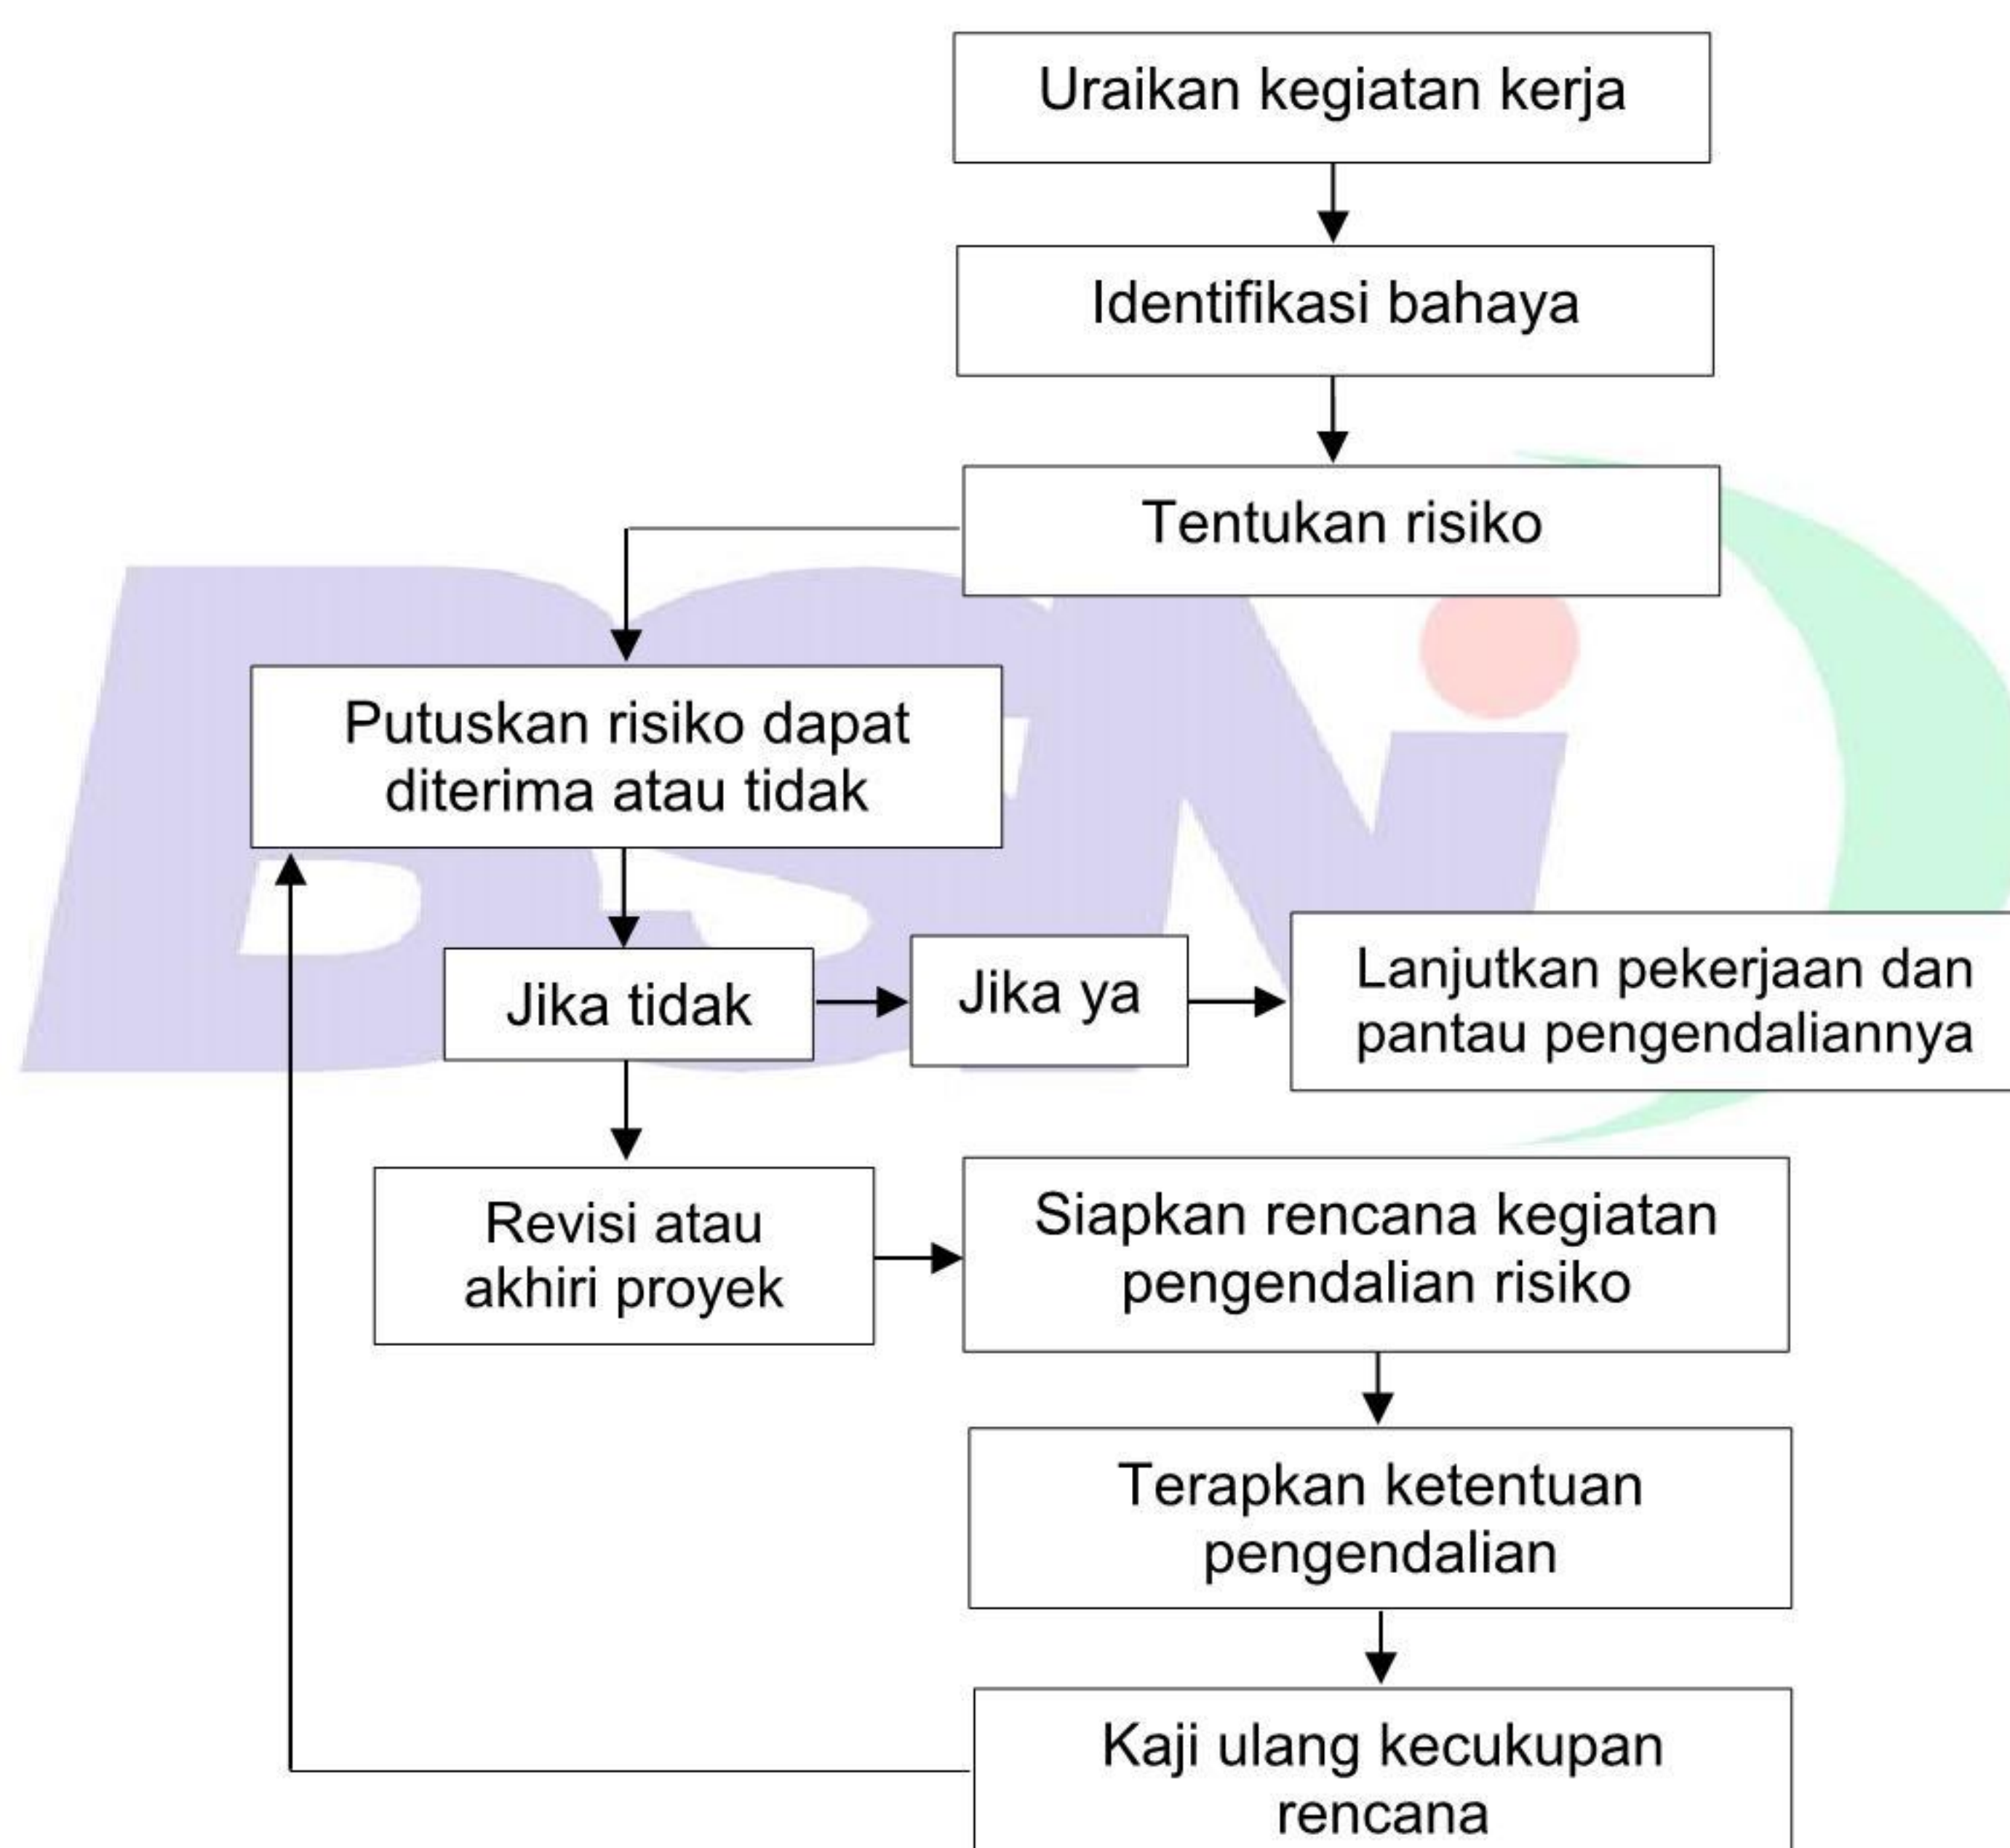 Uraikan kegiatan kerja
Identifikasi bahaya
Tentukan risiko
Putuskan risiko dapat
diterima atau tidak
Jika tidak
Jika ya
Lanjutkan pekerjaan dan
pantau pengendaliannya
Revisi atau
akhiri proyek
Siapkan rencana kegiatan
pengendalian risiko
Terapkan ketentuan
pengendalian
Kaji ulang kecukupan
rencana
BSN